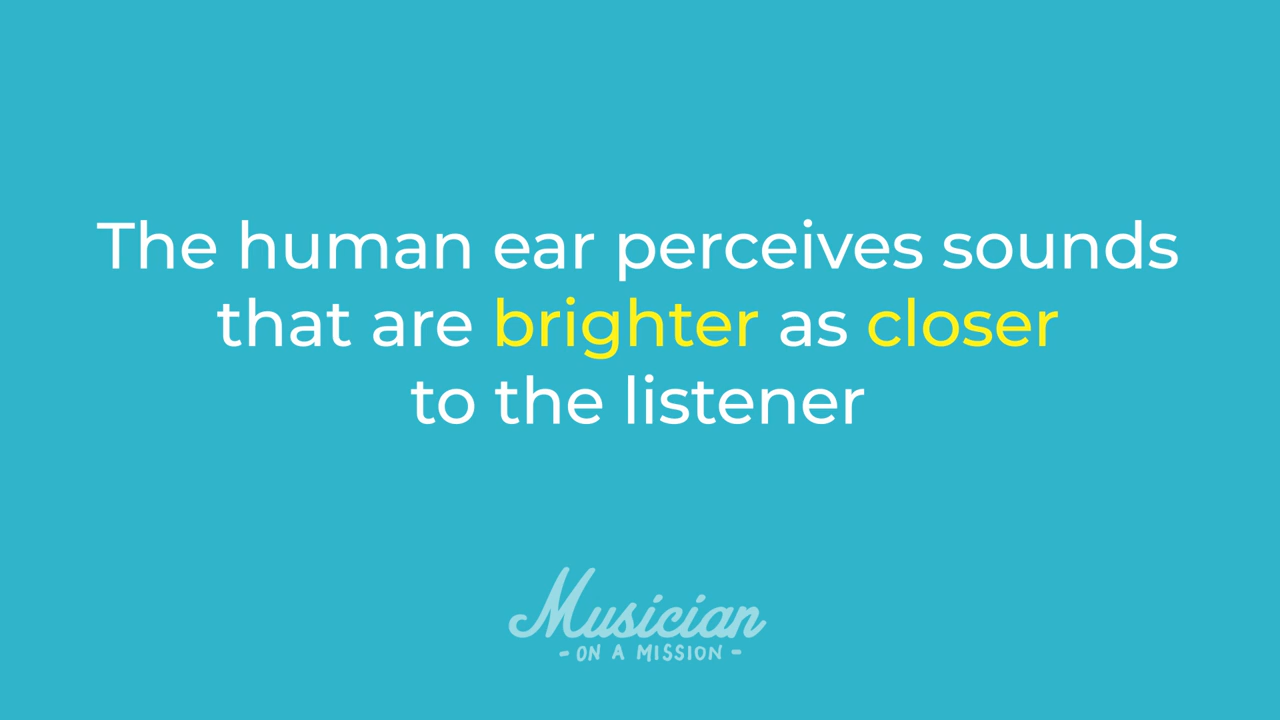 The human ear perceives sounds
that are brighter as closer
to the listener
Musician
- ON A MISSION -